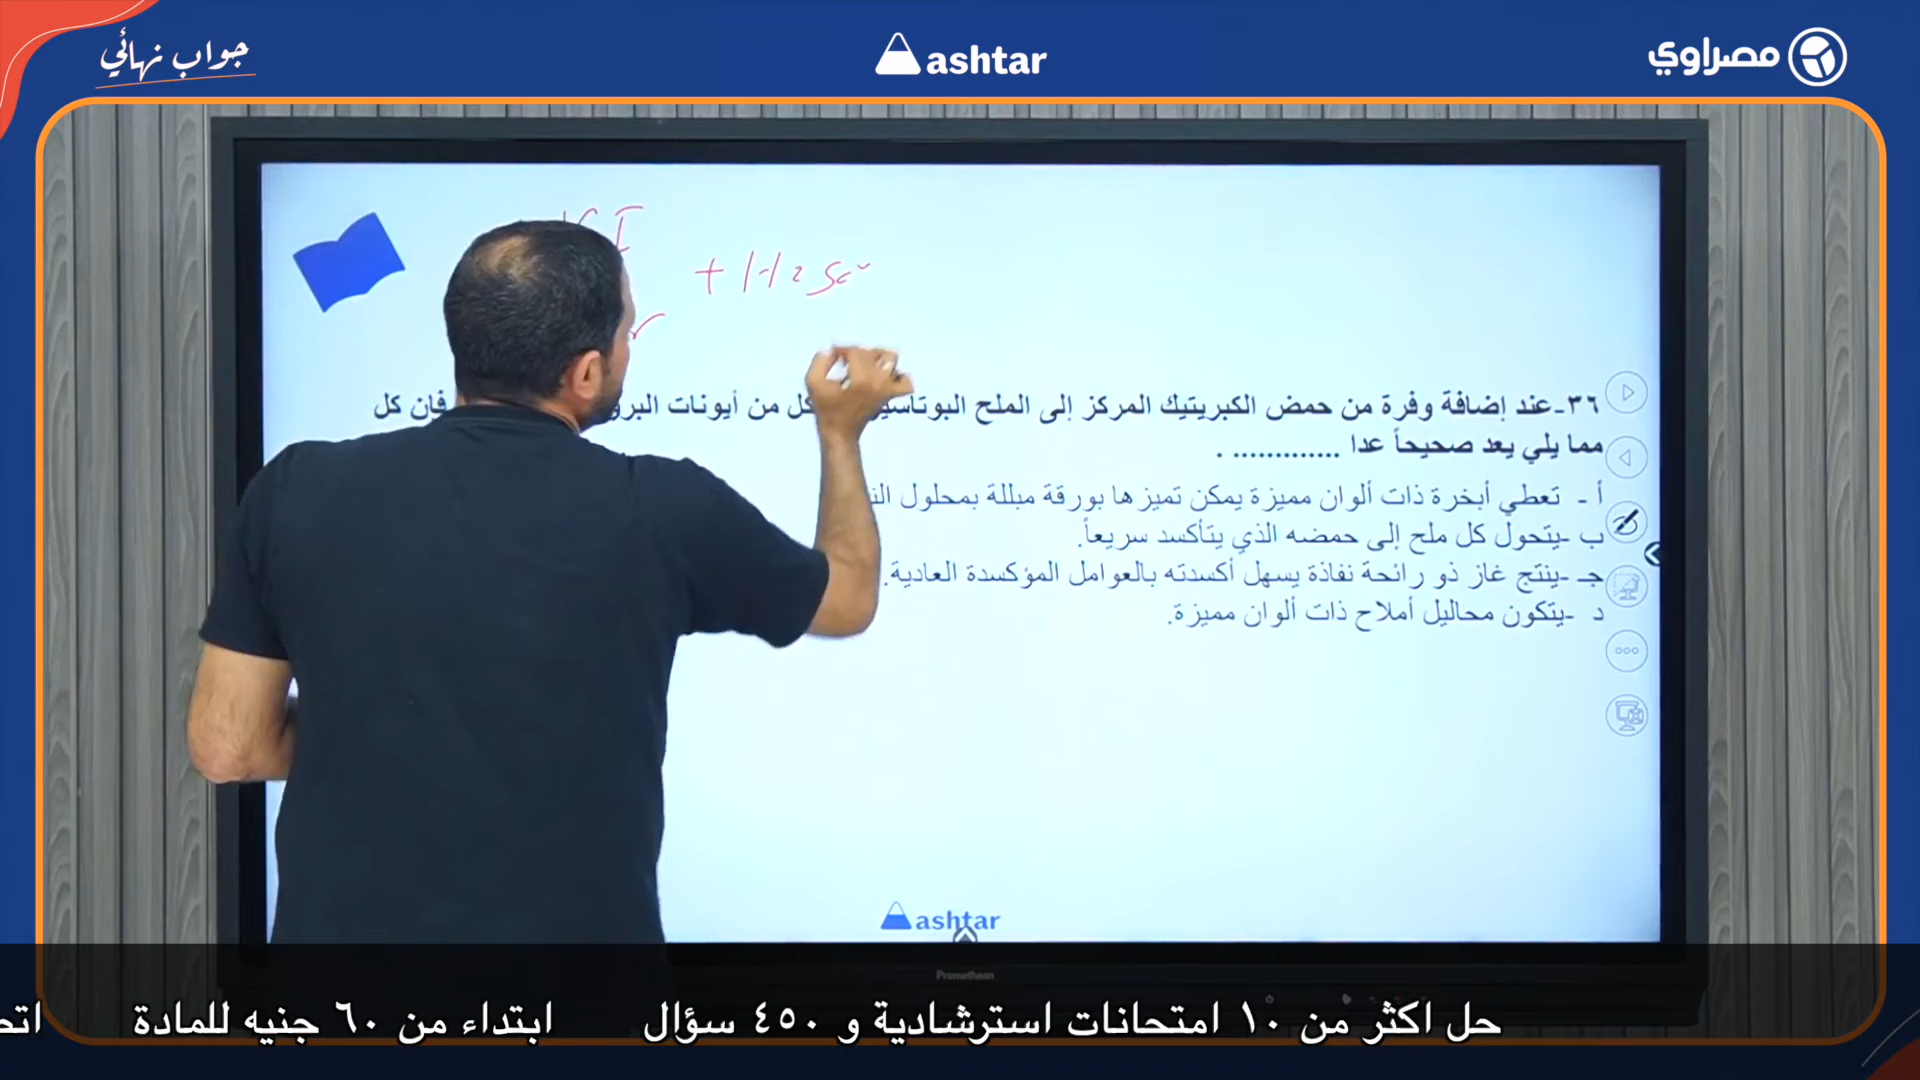 جواب نهائي
ashtar
مصراوي
KI
+ H2SO
٣٦-عند إضافة وفرة من حمض الكبريتيك المركز إلى الملح كل من أيونات فإن كل
مما يلي يعد صحيحاً عدا ............. .
أ - تعطي أبخرة ذات ألوان مميزة يمكن تميزها بورقة مبللة بمحلول
ب -يتحول كل ملح إلى حمضه الذي يتأكسد سريعاً.
جـ -ينتج غاز ذو رائحة نفاذة يسهل أكسدته بالعوامل المؤكسدة العادية.
د -يتكون محاليل أملاح ذات ألوان مميزة.
ashtar
Promethean
حل اكثر من ١٠ امتحانات استرشادية و ٤٥٠ سؤال ابتداء من ٦٠ جنيه للمادة